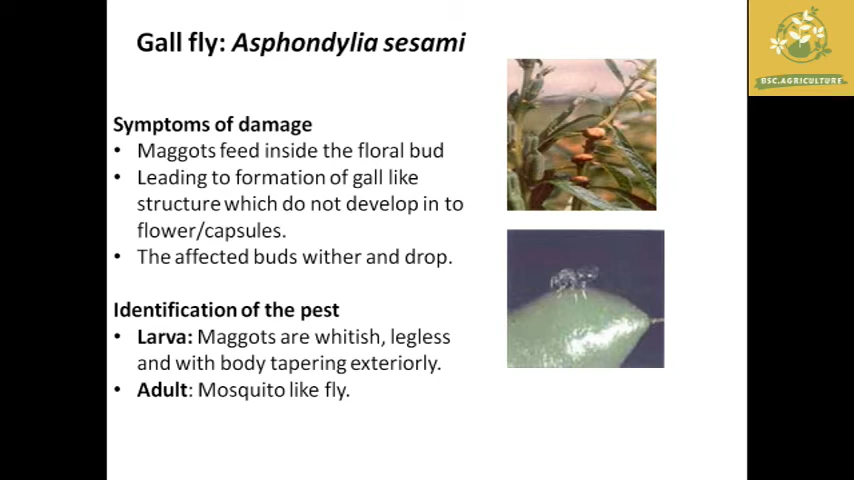 Gall fly: Asphondylia sesami
BSC.AGRICULTURE
Symptoms of damage
• Maggots feed inside the floral bud
• Leading to formation of gall like
structure which do not develop in to
flower/capsules.
• The affected buds wither and drop.
Identification of the pest
• Larva: Maggots are whitish, legless
and with body tapering exteriorly.
• Adult: Mosquito like fly.